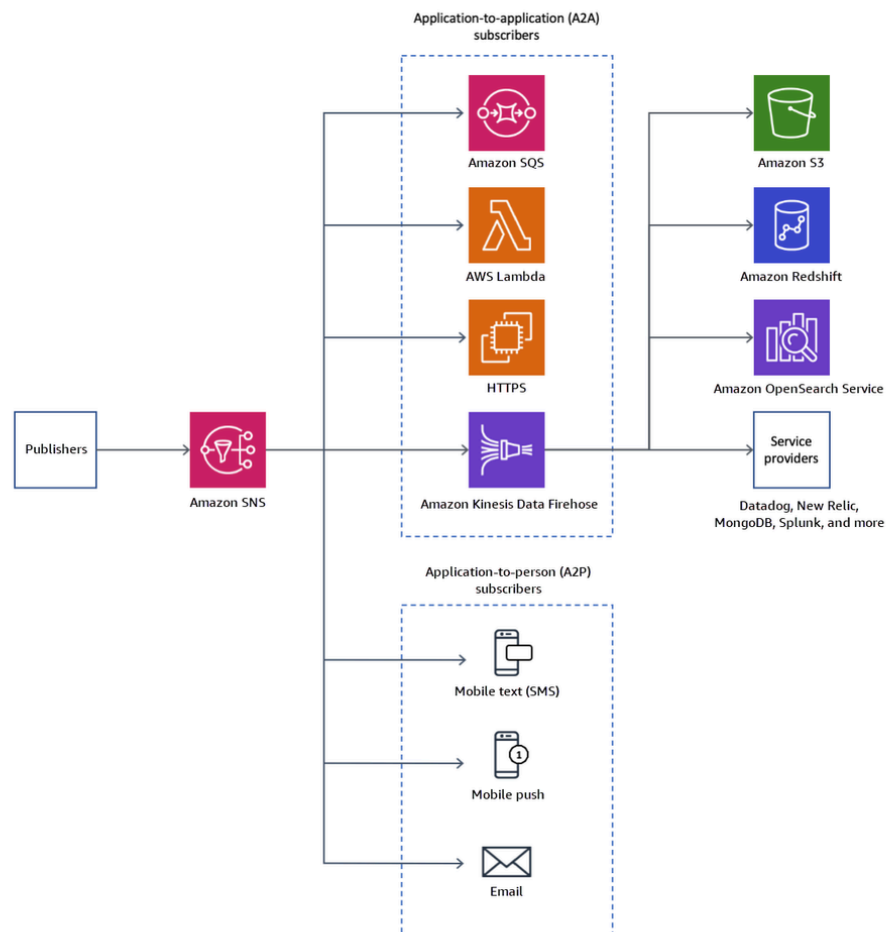 Application-to-application (A2A)
subscribers
Amazon SQS
Amazon S3
AWS Lambda
Amazon Redshift
HTTPS
Amazon OpenSearch Service
Publishers
Amazon SNS
Amazon Kinesis Data Firehose
Service
providers
Datadog, New Relic,
MongoDB, Splunk, and more
Application-to-person (A2P)
subscribers
Mobile text (SMS)
1
Mobile push
Email